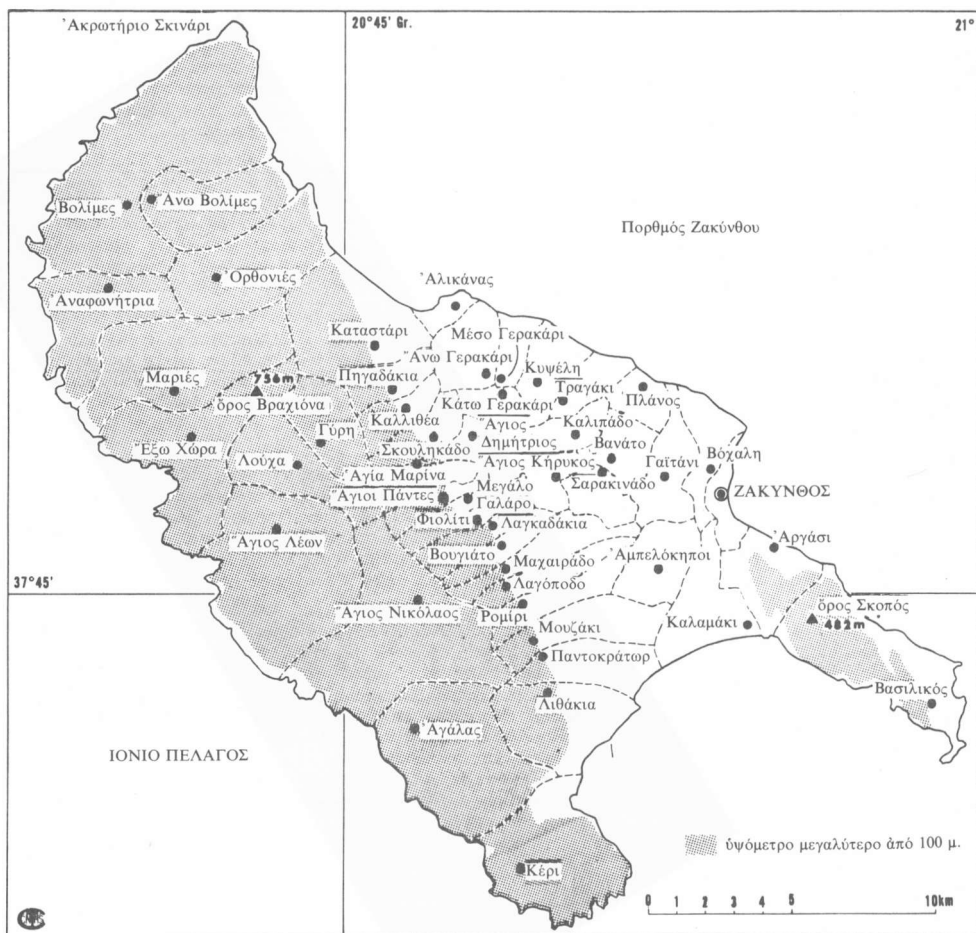 Ἀκρωτήριο Σκινάρι
20°45' Gr.
21°
Βολίμες
Ἄνω Βολίμες
Πορθμός Ζακύνθου
Ὀρθονιές
Ἀναφωνήτρια
Ἀλικάνας
Καταστάρι
Μέσο Γερακάρι
Ἄνω Γερακάρι
Κυψέλη
Μαριές
756m
ὄρος Βραχιόνα
Πηγαδάκια
Τραγάκι
Πλάνος
Κάτω Γερακάρι
Καλλιθέα
Ἅγιος
Δημήτριος
Καλιπάδο
Ἔξω Χώρα
Γύρη
Σκουληκάδο
Βανάτο
Λούχα
Ἁγία Μαρίνα
Ἅγιος Κήρυκος
Σαρακινάδο
Γαϊτάνι
Βόχαλη
Ἅγιοι Πάντες
Μεγάλο
Γαλάρο
ΖΑΚΥΝΘΟΣ
Φιολίτι
Λαγκαδάκια
Ἅγιος Λέων
Βουγιάτο
Μαχαιράδο
Ἀμπελόκηποι
Ἀργάσι
37°45'
Λαγόποδο
Ἅγιος Νικόλαος
Ρομίρι
ὄρος Σκοπός
482m
Μουζάκι
Καλαμάκι
Παντοκράτωρ
Λιθάκια
Βασιλικός
Ἀγάλας
ΙΟΝΙΟ ΠΕΛΑΓΟΣ
ὑψόμετρο μεγαλύτερο ἀπό 100 μ.
Κέρι
0 1 2 3 4 5 10km